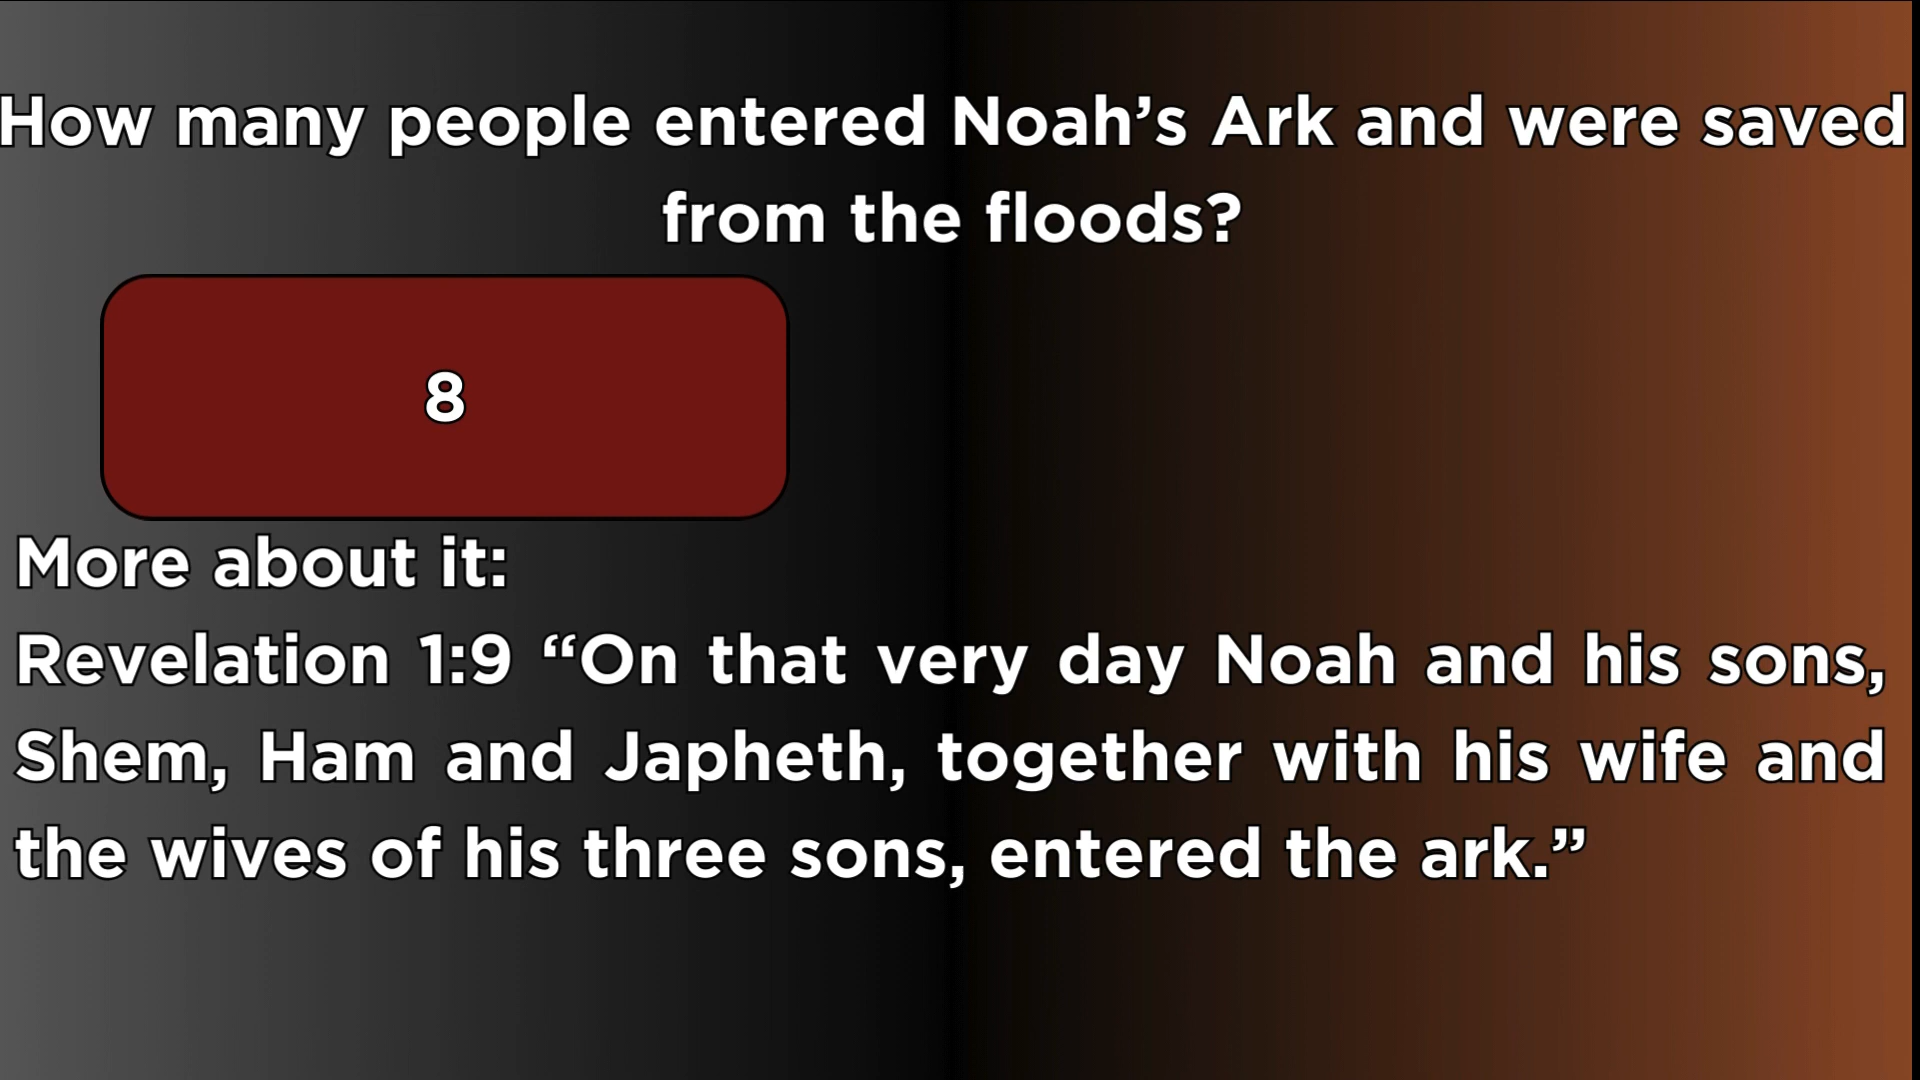 How many people entered Noah’s Ark and were saved
from the floods?
8
More about it:
Revelation 1:9 “On that very day Noah and his sons,
Shem, Ham and Japheth, together with his wife and
the wives of his three sons, entered the ark.”